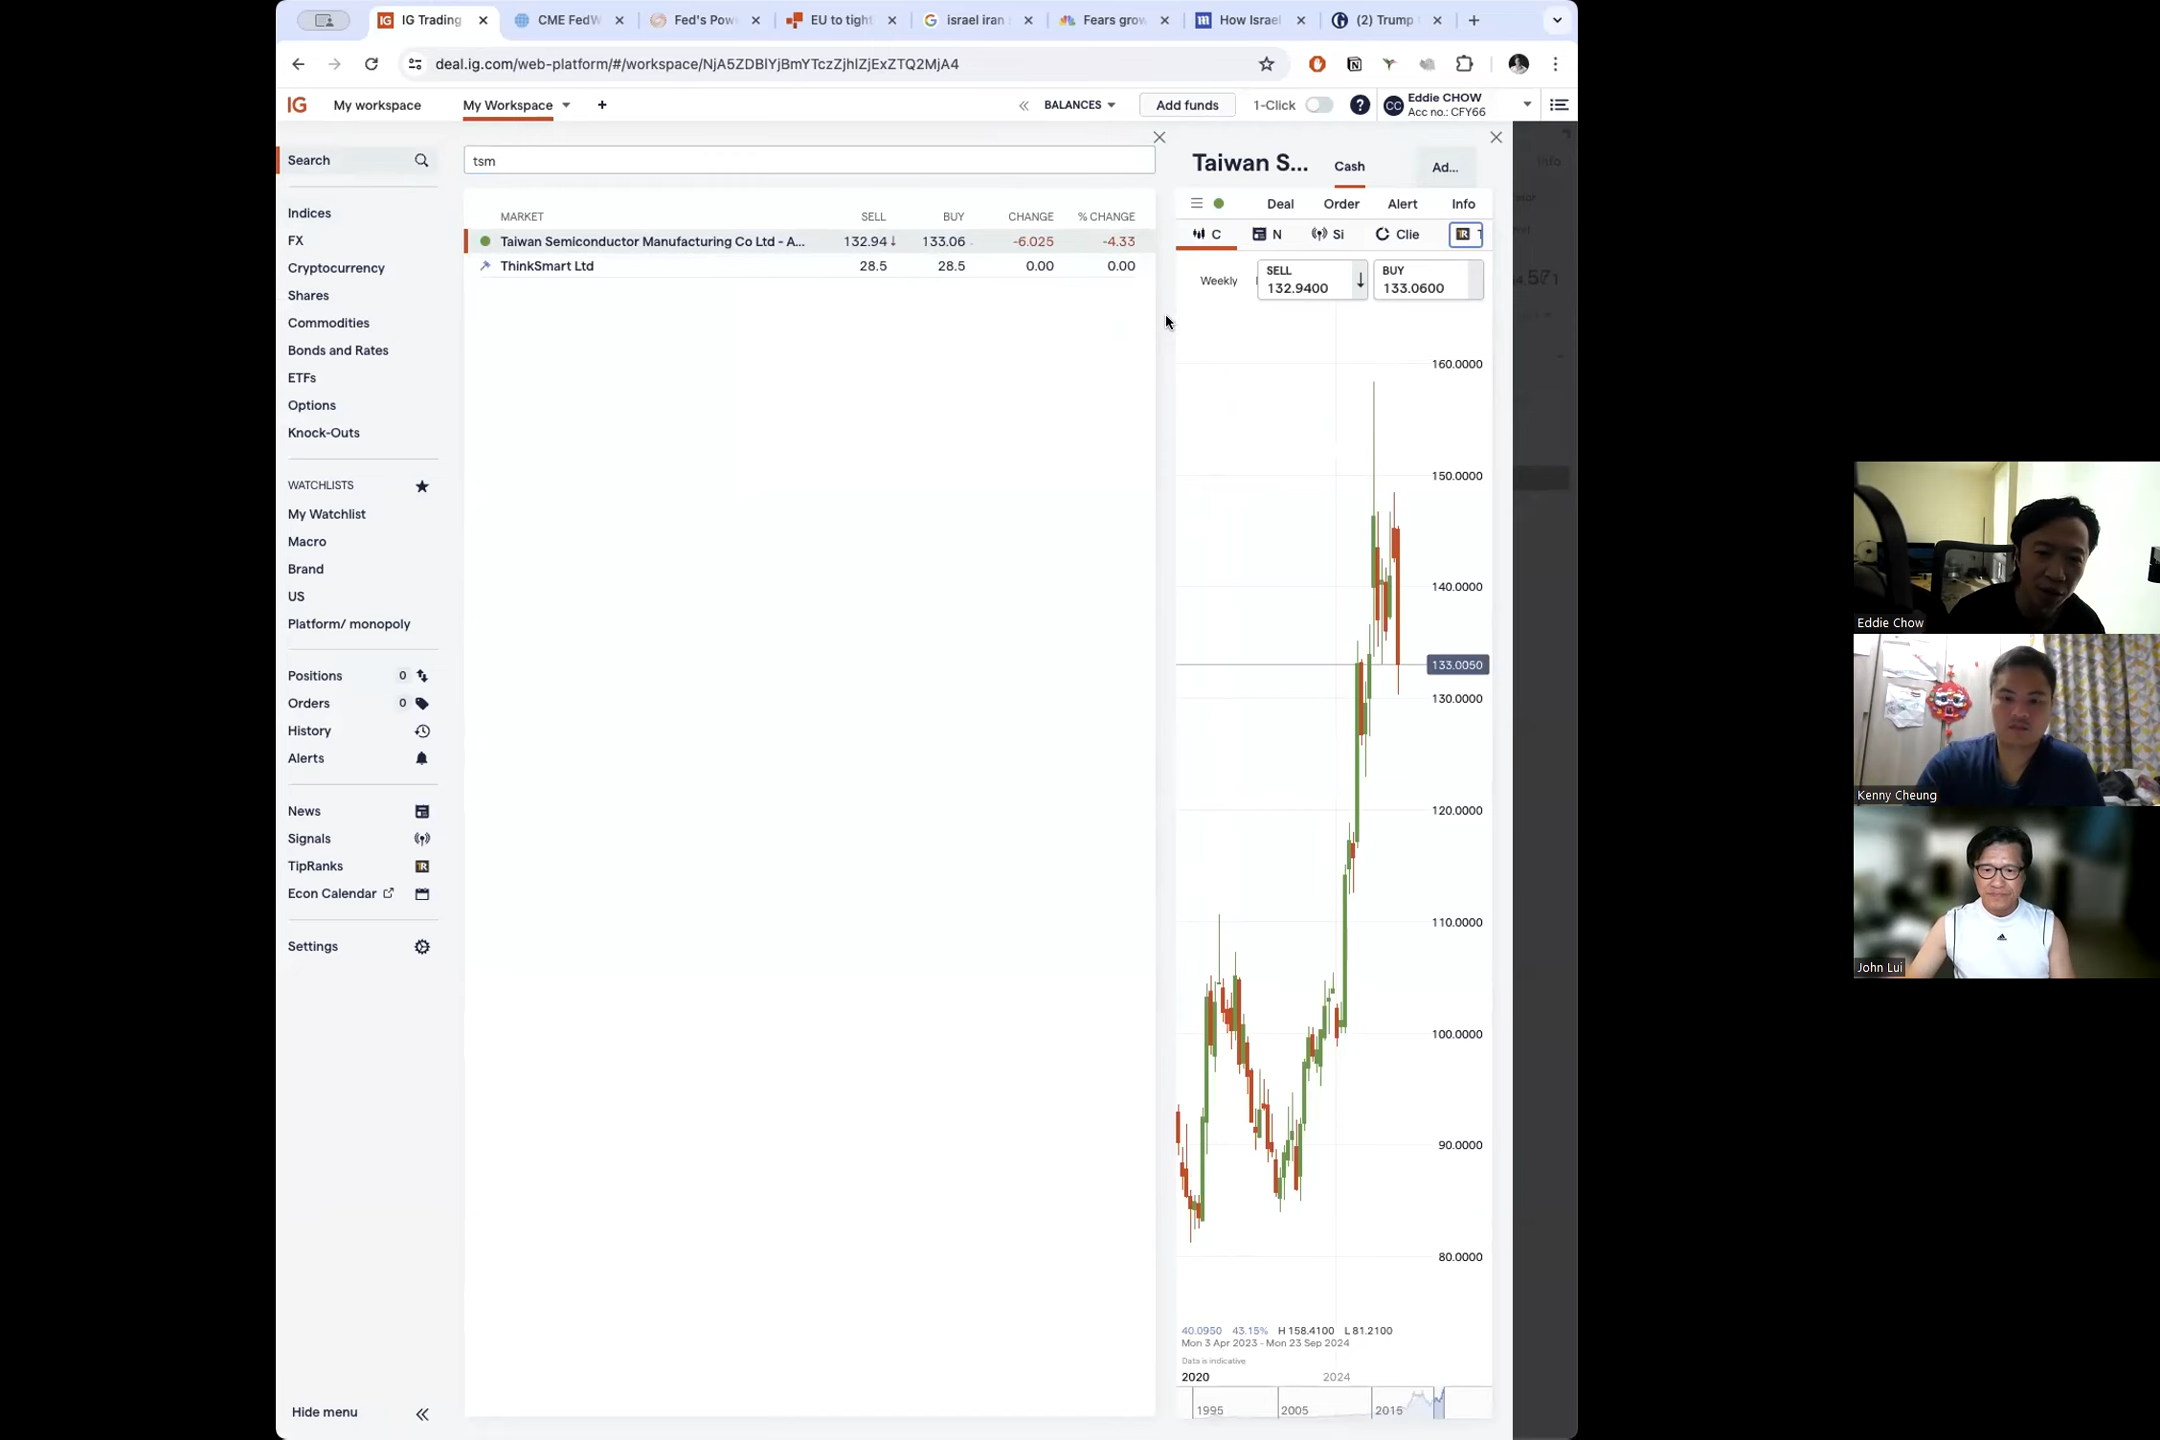 IG Trading
CME FedW
Fed's Pow
EU to tight
israel iran
Fears grow
How Israel
(2) Trump
deal.ig.com/web-platform/#/workspace/NjA5ZDBlYjBmYTczZjhlZjExZTQ2MjA4
IG My workspace My Workspace + BALANCES Add funds 1-Click ? CC Eddie CHOW
Acc no.: CFY66
Search
tsm
Taiwan S... Cash Ad...
Indices
FX
Cryptocurrency
Shares
Commodities
Bonds and Rates
ETFs
Options
Knock-Outs
WATCHLISTS
My Watchlist
Macro
Brand
US
Platform/ monopoly
Positions 0
Orders 0
History
Alerts
News
Signals
TipRanks
Econ Calendar
Settings
Hide menu
MARKET SELL BUY CHANGE % CHANGE
Taiwan Semiconductor Manufacturing Co Ltd - A... 132.94 133.06 -6.025 -4.33
ThinkSmart Ltd 28.5 28.5 0.00 0.00
Deal Order Alert Info
C N Si Clie
Weekly
SELL
132.9400
BUY
133.0600
160.0000
150.0000
140.0000
133.0050
130.0000
120.0000
110.0000
100.0000
90.0000
80.0000
40.0950 43.15% H 158.4100 L 81.2100
Mon 3 Apr 2023 - Mon 23 Sep 2024
Data is indicative
2020 2024
1995 2005 2015
Info
Eddie Chow
Kenny Cheung
John Lui